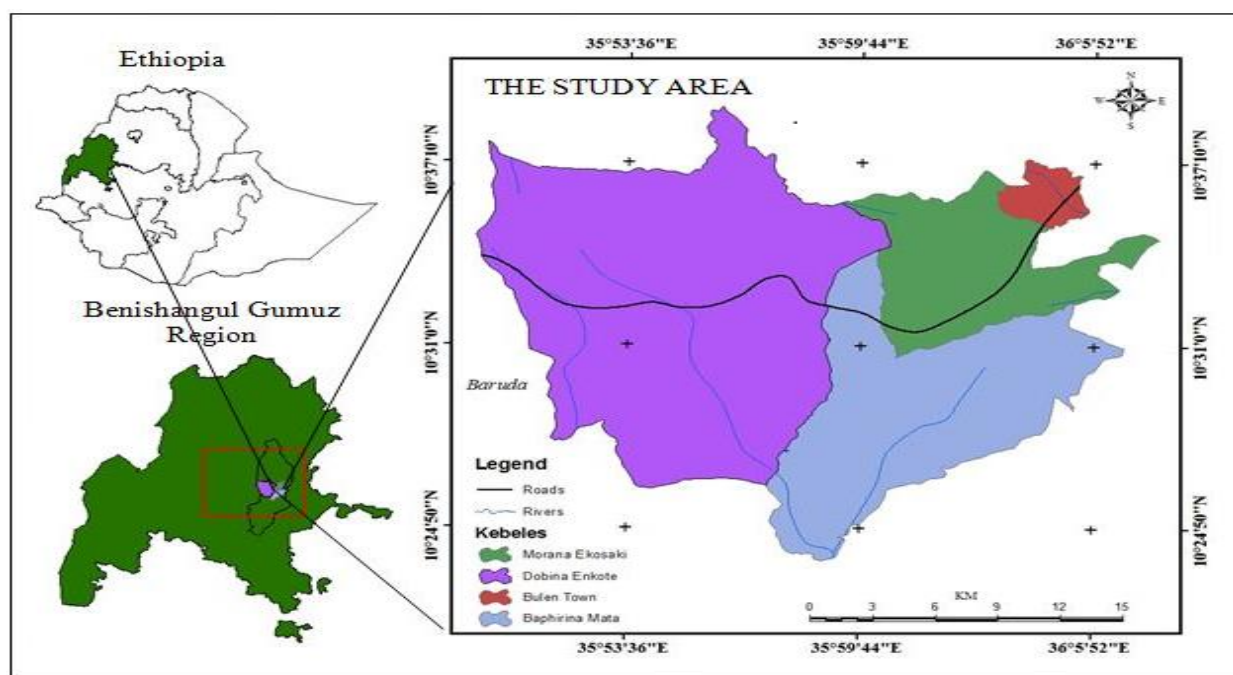 Ethiopia
Benishangul Gumuz
Region
35°53'36"E
35°59'44"E
36°5'52"E
THE STUDY AREA
N
W
E
S
10°37'10"N
10°37'10"N
10°31'0"N
10°31'0"N
10°24'50"N
10°24'50"N
Baruda
Legend
Roads
Rivers
Kebeles
Morana Ekosaki
Dobina Enkote
Bulen Town
Baphirina Mata
KM
0 3 6 9 12 15
35°53'36"E
35°59'44"E
36°5'52"E